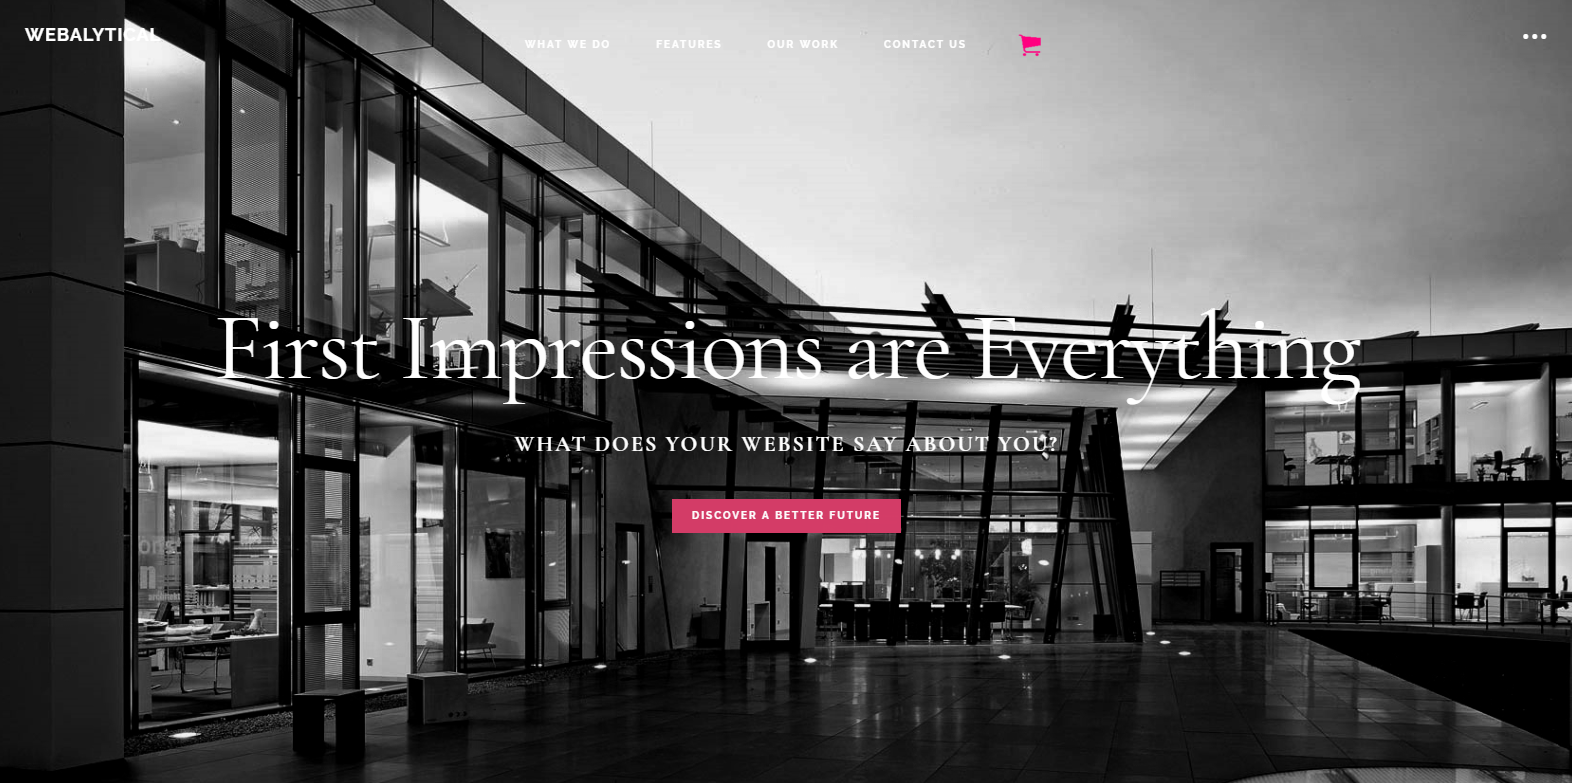 WEBALYTICAL
WHAT WE DO FEATURES OUR WORK CONTACT US
First Impressions are Everything
WHAT DOES YOUR WEBSITE SAY ABOUT YOU?
DISCOVER A BETTER FUTURE